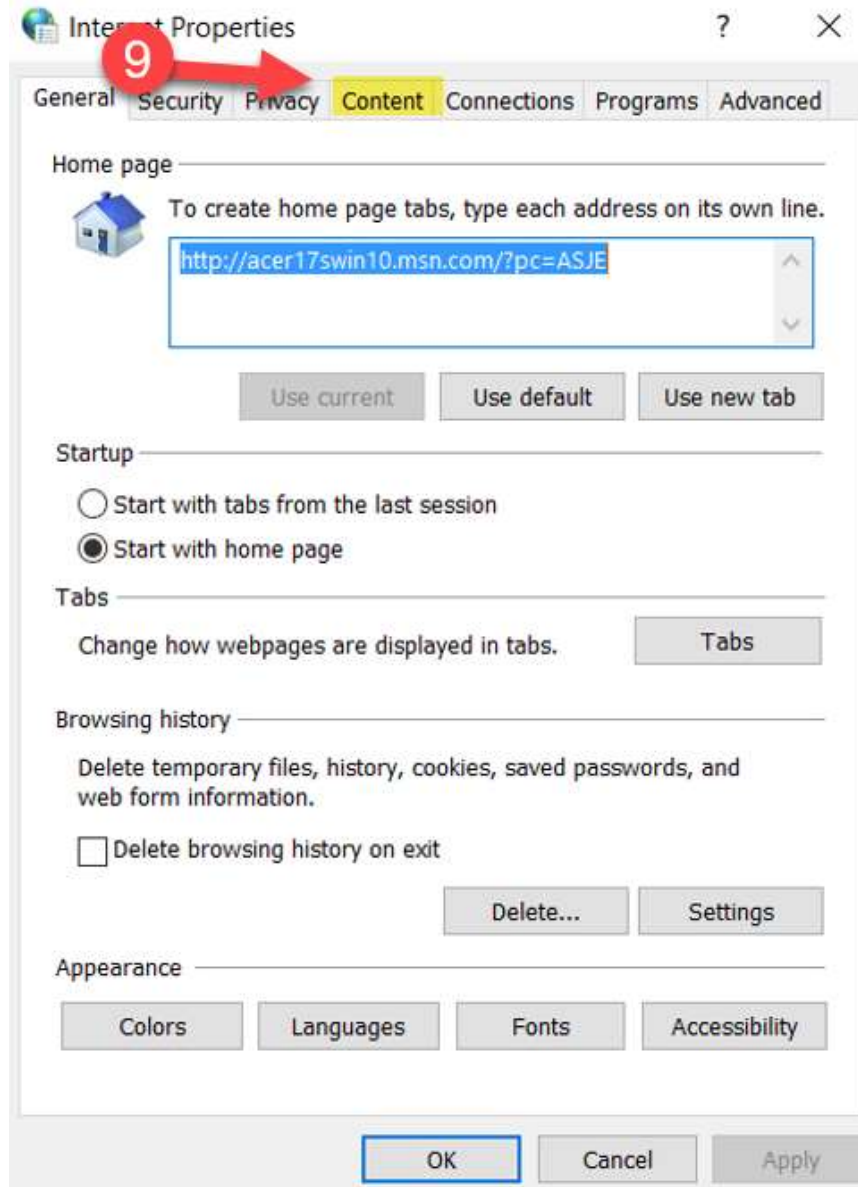 Internet Properties
?
9
General Security Privacy Content Connections Programs Advanced
Home page
To create home page tabs, type each address on its own line.
http://acer17swin10.msn.com/?pc=ASJE
Use current Use default Use new tab
Startup
Start with tabs from the last session
Start with home page
Tabs
Change how webpages are displayed in tabs. Tabs
Browsing history
Delete temporary files, history, cookies, saved passwords, and
web form information.
Delete browsing history on exit
Delete... Settings
Appearance
Colors Languages Fonts Accessibility
OK Cancel Apply